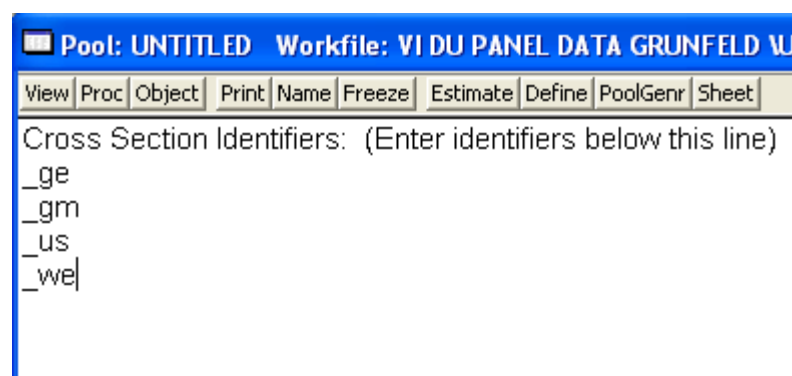 Pool: UNTITLED Workfile: VI DU PANEL DATA GRUNFELD
View Proc Object Print Name Freeze Estimate Define PoolGenr Sheet
Cross Section Identifiers: (Enter identifiers below this line)
_ge
_gm
_us
_we